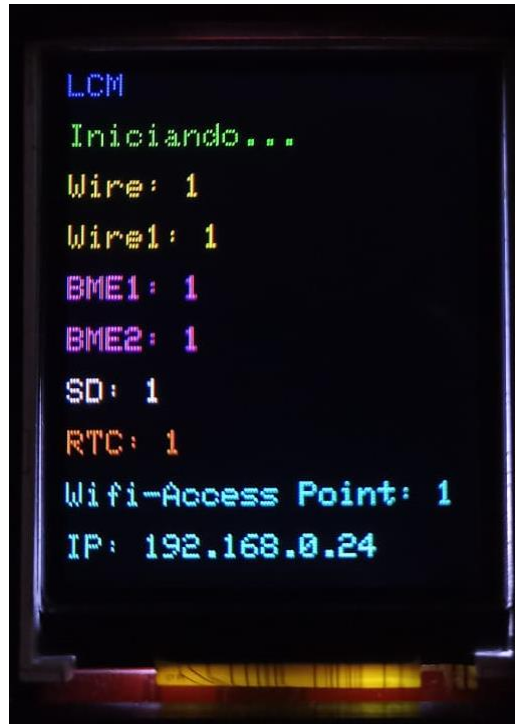 LCM
Iniciando...
Wire: 1
Wire1: 1
BME1: 1
BME2: 1
SD: 1
RTC: 1
Wifi-Access Point: 1
IP: 192.168.0.24